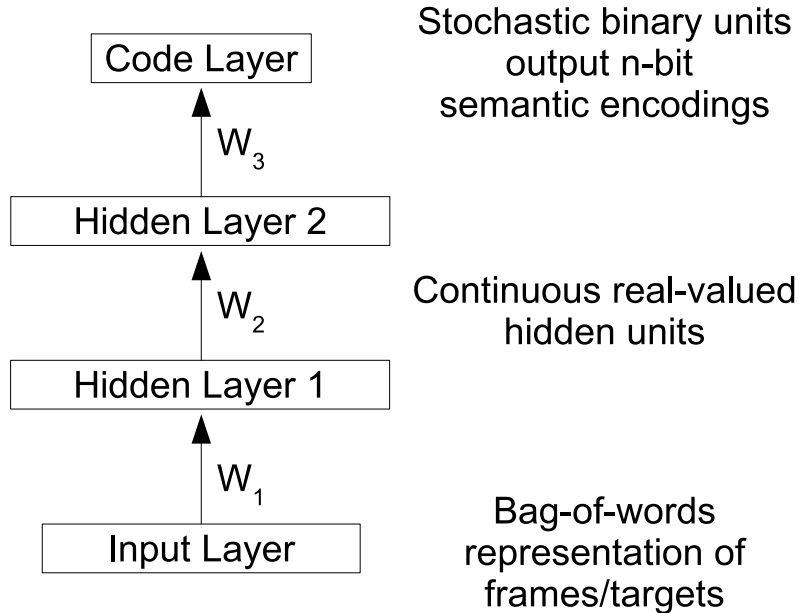 Code Layer
Stochastic binary units
output n-bit
semantic encodings
W3
Hidden Layer 2
W2
Continuous real-valued
hidden units
Hidden Layer 1
W1
Input Layer
Bag-of-words
representation of
frames/targets